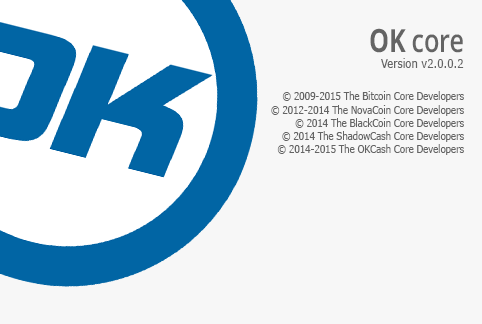 OK
OK core
Version v2.0.0.2
© 2009-2015 The Bitcoin Core Developers
© 2012-2014 The NovaCoin Core Developers
© 2014 The BlackCoin Core Developers
© 2014 The ShadowCash Core Developers
© 2014-2015 The OKCash Core Developers